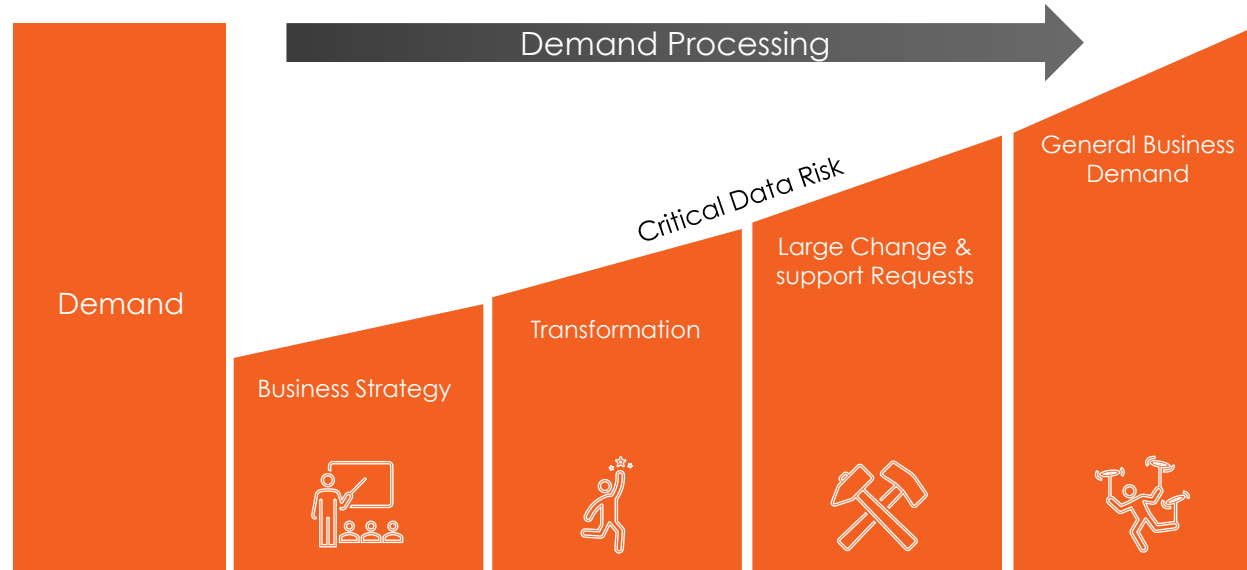 Demand Processing
Demand
Critical Data Risk
Business Strategy
Transformation
Large Change &
support Requests
General Business
Demand